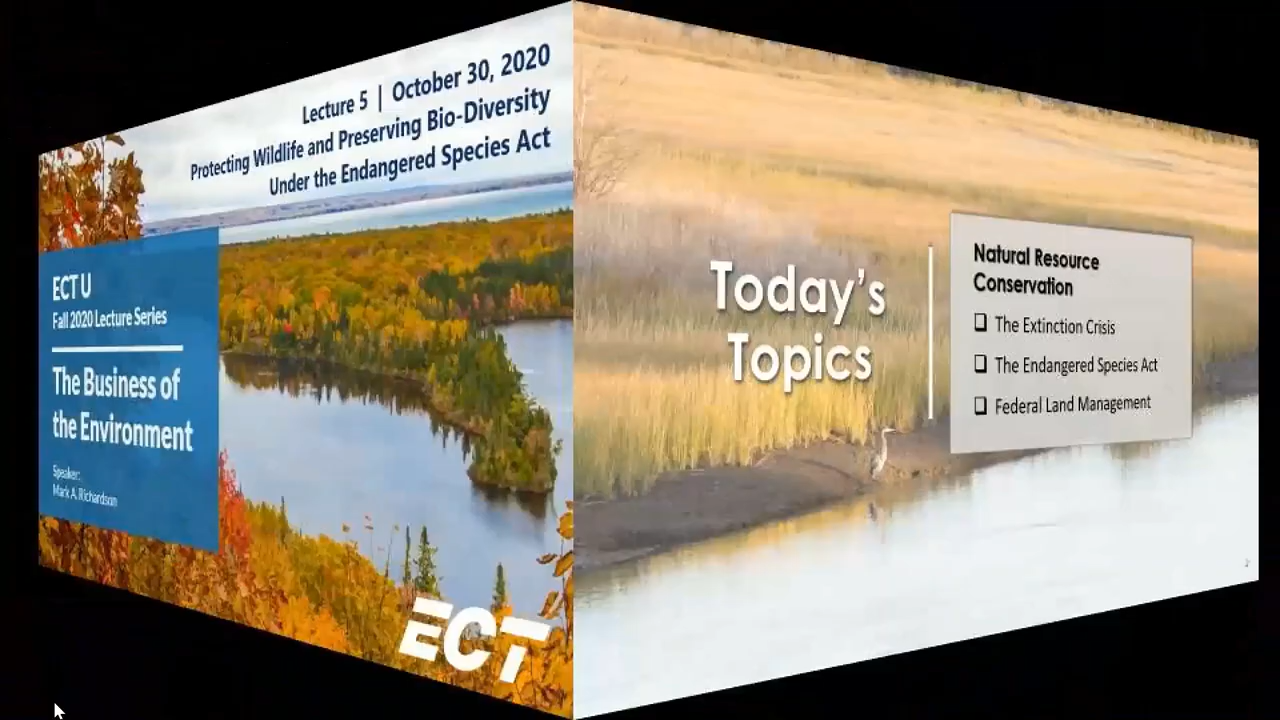 Lecture 5 | October 30, 2020
Protecting Wildlife and Preserving Bio-Diversity
Under the Endangered Species Act
ECT U
Fall 2020 Lecture Series
The Business of
the Environment
Speaker:
Mark A. Richardson
ECT
Today's
Topics
Natural Resource
Conservation
❑ The Extinction Crisis
❑ The Endangered Species Act
❑ Federal Land Management